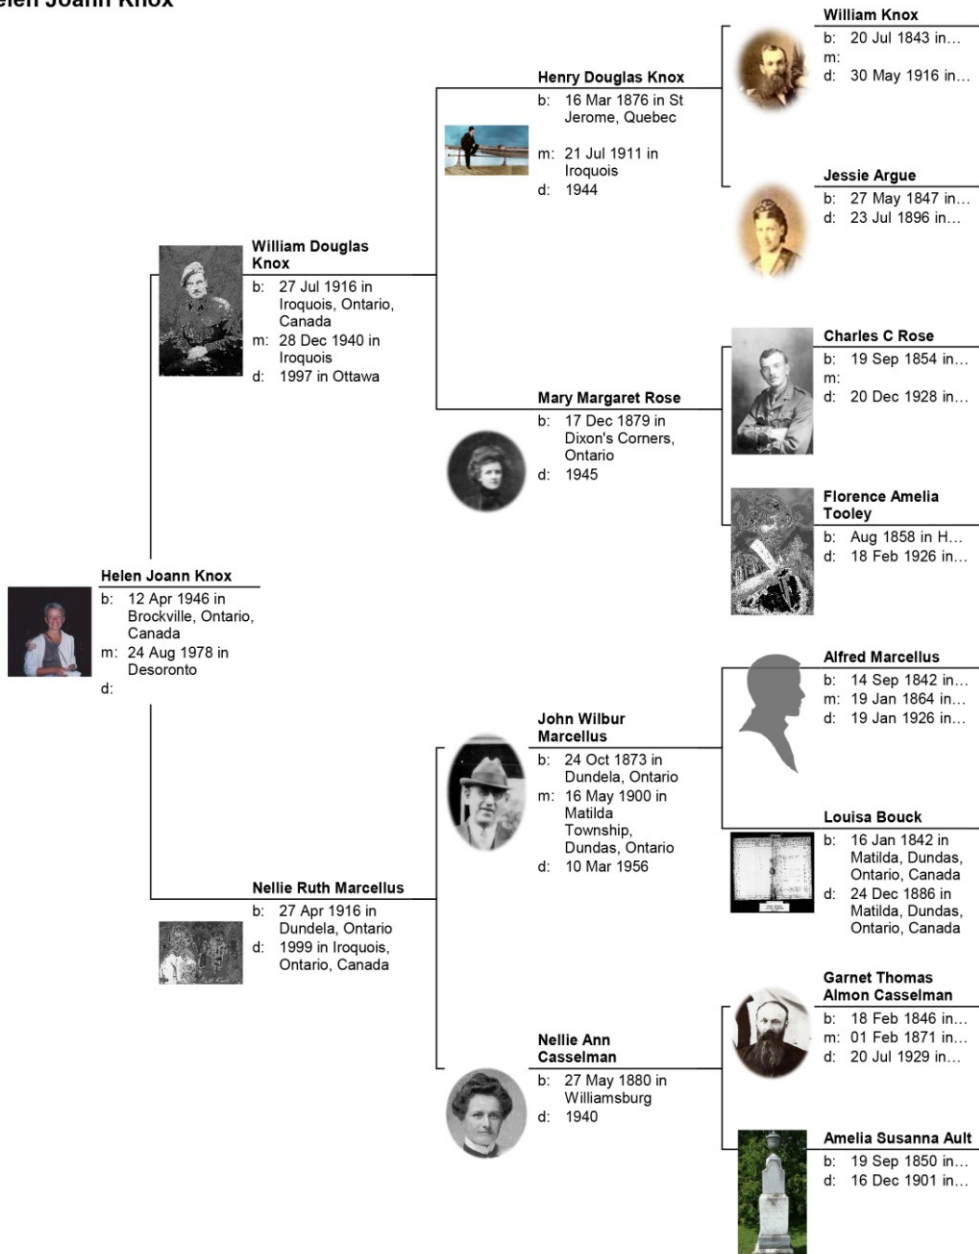 Helen Joann Knox
William Knox
b: 20 Jul 1843 in…
m:
d: 30 May 1916 in…
Henry Douglas Knox
b: 16 Mar 1876 in St
Jerome, Quebec
m: 21 Jul 1911 in
Iroquois
d: 1944
Jessie Argue
b: 27 May 1847 in…
d: 23 Jul 1896 in…
William Douglas
Knox
b: 27 Jul 1916 in
Iroquois, Ontario,
Canada
m: 28 Dec 1940 in
Iroquois
d: 1997 in Ottawa
Charles C Rose
b: 19 Sep 1854 in…
m:
d: 20 Dec 1928 in…
Mary Margaret Rose
b: 17 Dec 1879 in
Dixon's Corners,
Ontario
d: 1945
Florence Amelia
Tooley
b: Aug 1858 in H…
d: 18 Feb 1926 in…
Helen Joann Knox
b: 12 Apr 1946 in
Brockville, Ontario,
Canada
m: 24 Aug 1978 in
Desoronto
d:
Alfred Marcellus
b: 14 Sep 1842 in…
m: 19 Jan 1864 in…
d: 19 Jan 1926 in…
John Wilbur
Marcellus
b: 24 Oct 1873 in
Dundela, Ontario
m: 16 May 1900 in
Matilda
Township,
Dundas, Ontario
d: 10 Mar 1956
Louisa Bouck
b: 16 Jan 1842 in
Matilda, Dundas,
Ontario, Canada
d: 24 Dec 1886 in
Matilda, Dundas,
Ontario, Canada
Nellie Ruth Marcellus
b: 27 Apr 1916 in
Dundela, Ontario
d: 1999 in Iroquois,
Ontario, Canada
Garnet Thomas
Almon Casselman
b: 18 Feb 1846 in…
m: 01 Feb 1871 in…
d: 20 Jul 1929 in…
Nellie Ann
Casselman
b: 27 May 1880 in
Williamsburg
d: 1940
Amelia Susanna Ault
b: 19 Sep 1850 in…
d: 16 Dec 1901 in…